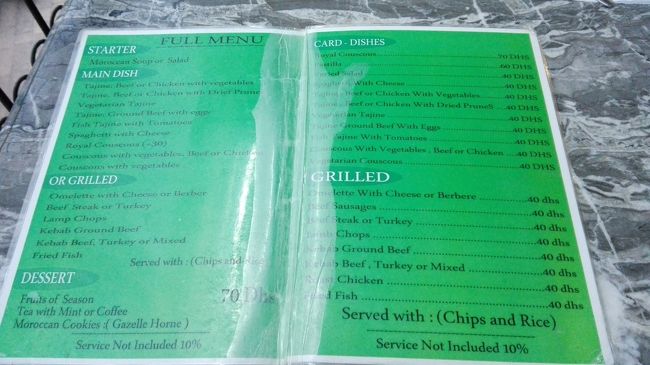 FULL MENU
STARTER
Moroccan Soup or Salad
MAIN DISH
Tajine, Beef or Chicken with vegetables
Tajine, Beef or Chicken with Dried Prune
Vegetarian Tajine
Tajine, Ground Beef with eggs
Fish Tajine with Tomatoes
Spaghetti with Cheese
Royal Couscous (+30)
Couscous with vegetables, Beef or Chicken
Couscous with vegetables
OR GRILLED
Omelette with Cheese or Berber
Beef Steak or Turkey
Lamp Chops
Kebab Ground Beef
Kebab Beef, Turkey or Mixed
Fried Fish
Served with : (Chips and Rice
DESSERT
Fruits of Season
70 Dhs
Tea with Mint or Coffee
Moroccan Cookies :( Gazelle Horne )
Service Not Included 10%
CARD - DISHES
Royal Couscous 70 DHS
60 DHS
Salad 40 DHS
With Cheese 40 DHS
Chicken With Vegetables 40 DHS
Beef or Chicken With Dried Prunes 40 DHS
Vegetarian Tajine 40 DHS
Tajine Ground Beef With Eggs 40 DHS
Tajine With Tomatoes 40 DHS
Couscous With Vegetables , Beef or Chicken 40 DHS
Vegetarian Couscous 40 DHS
GRILLED
Omelette With Cheese or Berbere 40 dhs
Beef Sausages 40 dhs
Beef Steak or Turkey 40 dhs
Chops 40 dhs
Kebab Ground Beef 40 dhs
Kebab Beef , Turkey or Mixed 40 dhs
Chicken 40 dhs
Fried Fish 40 dhs
Served with : (Chips and Rice)
Service Not Included 10%